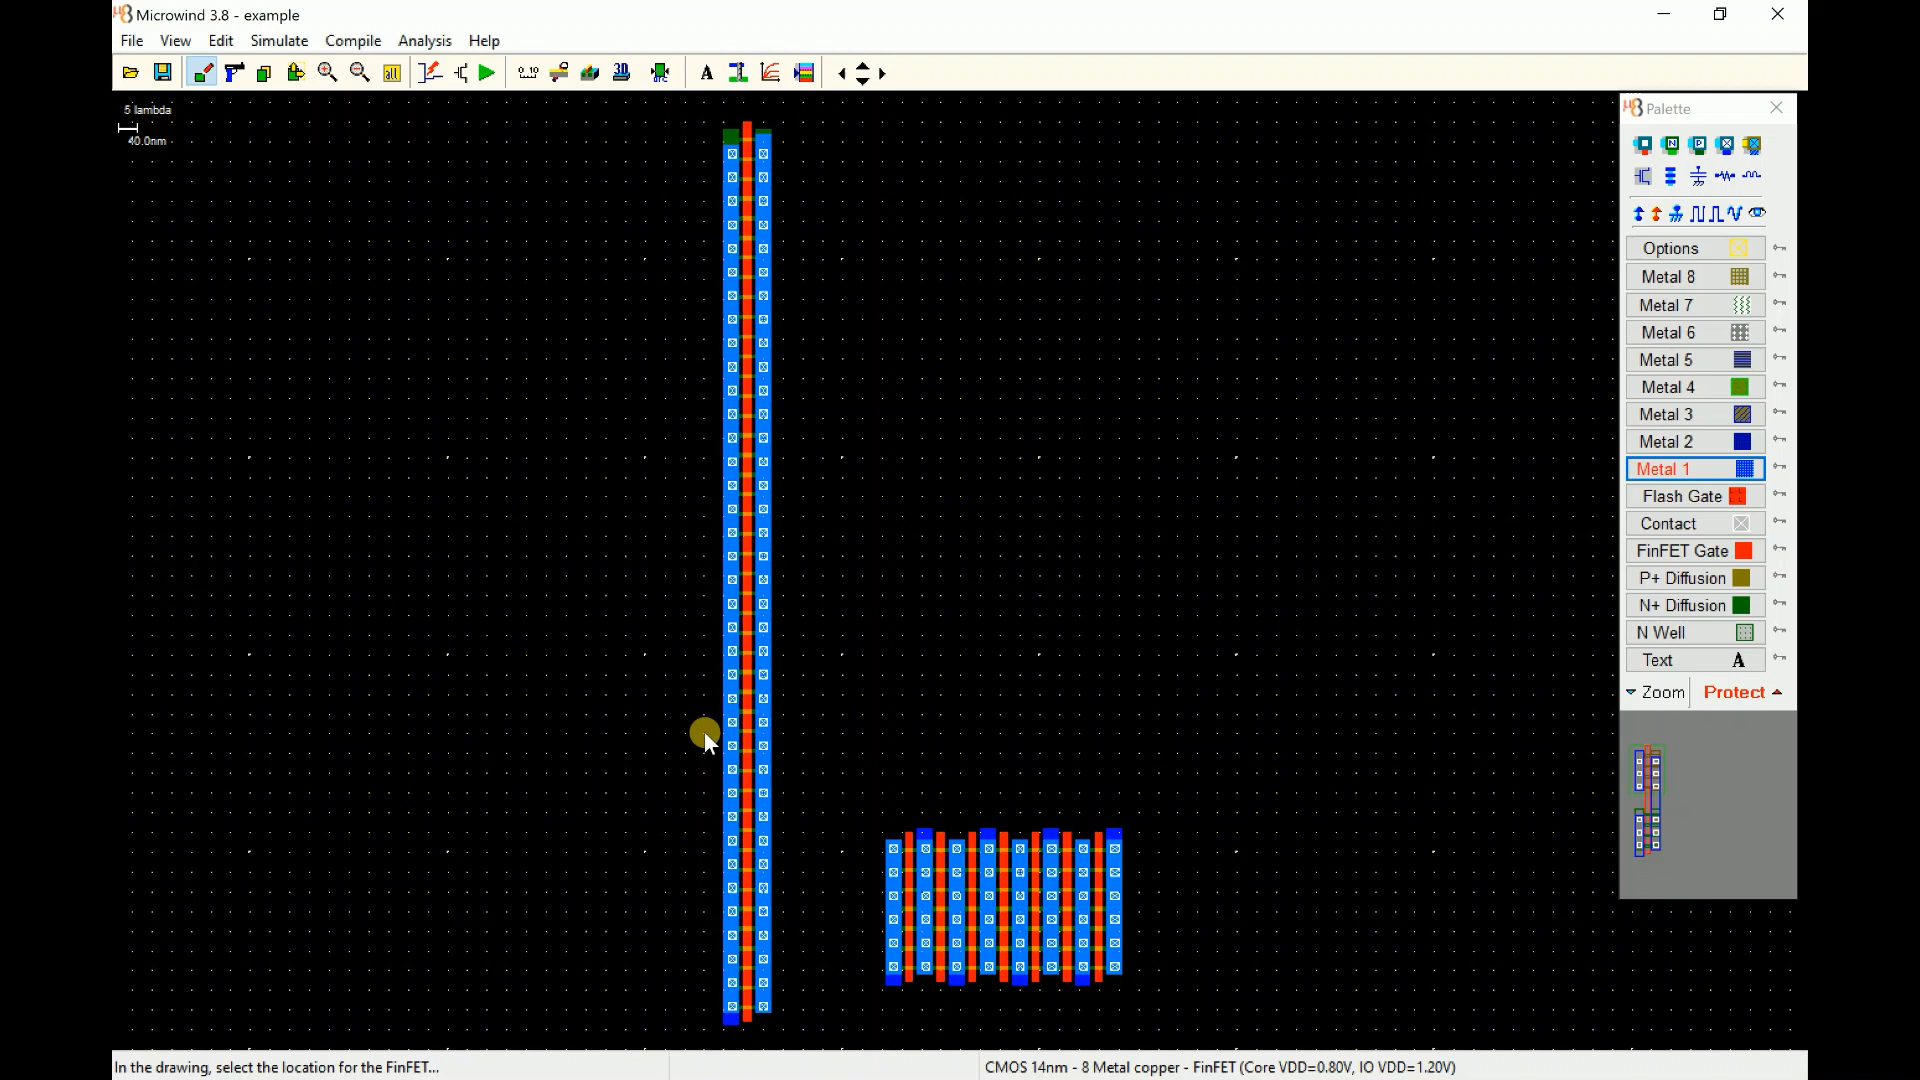 Microwind 3.8 - example
File View Edit Simulate Compile Analysis Help
5 lambda
40.0nm
Palette
Options
Metal 8
Metal 7
Metal 6
Metal 5
Metal 4
Metal 3
Metal 2
Metal 1
Flash Gate
Contact
FinFET Gate
P+ Diffusion
N+ Diffusion
N Well
Text A
Zoom Protect
In the drawing, select the location for the FinFET...
CMOS 14nm - 8 Metal copper - FinFET (Core VDD=0.80V, IO VDD=1.20V)